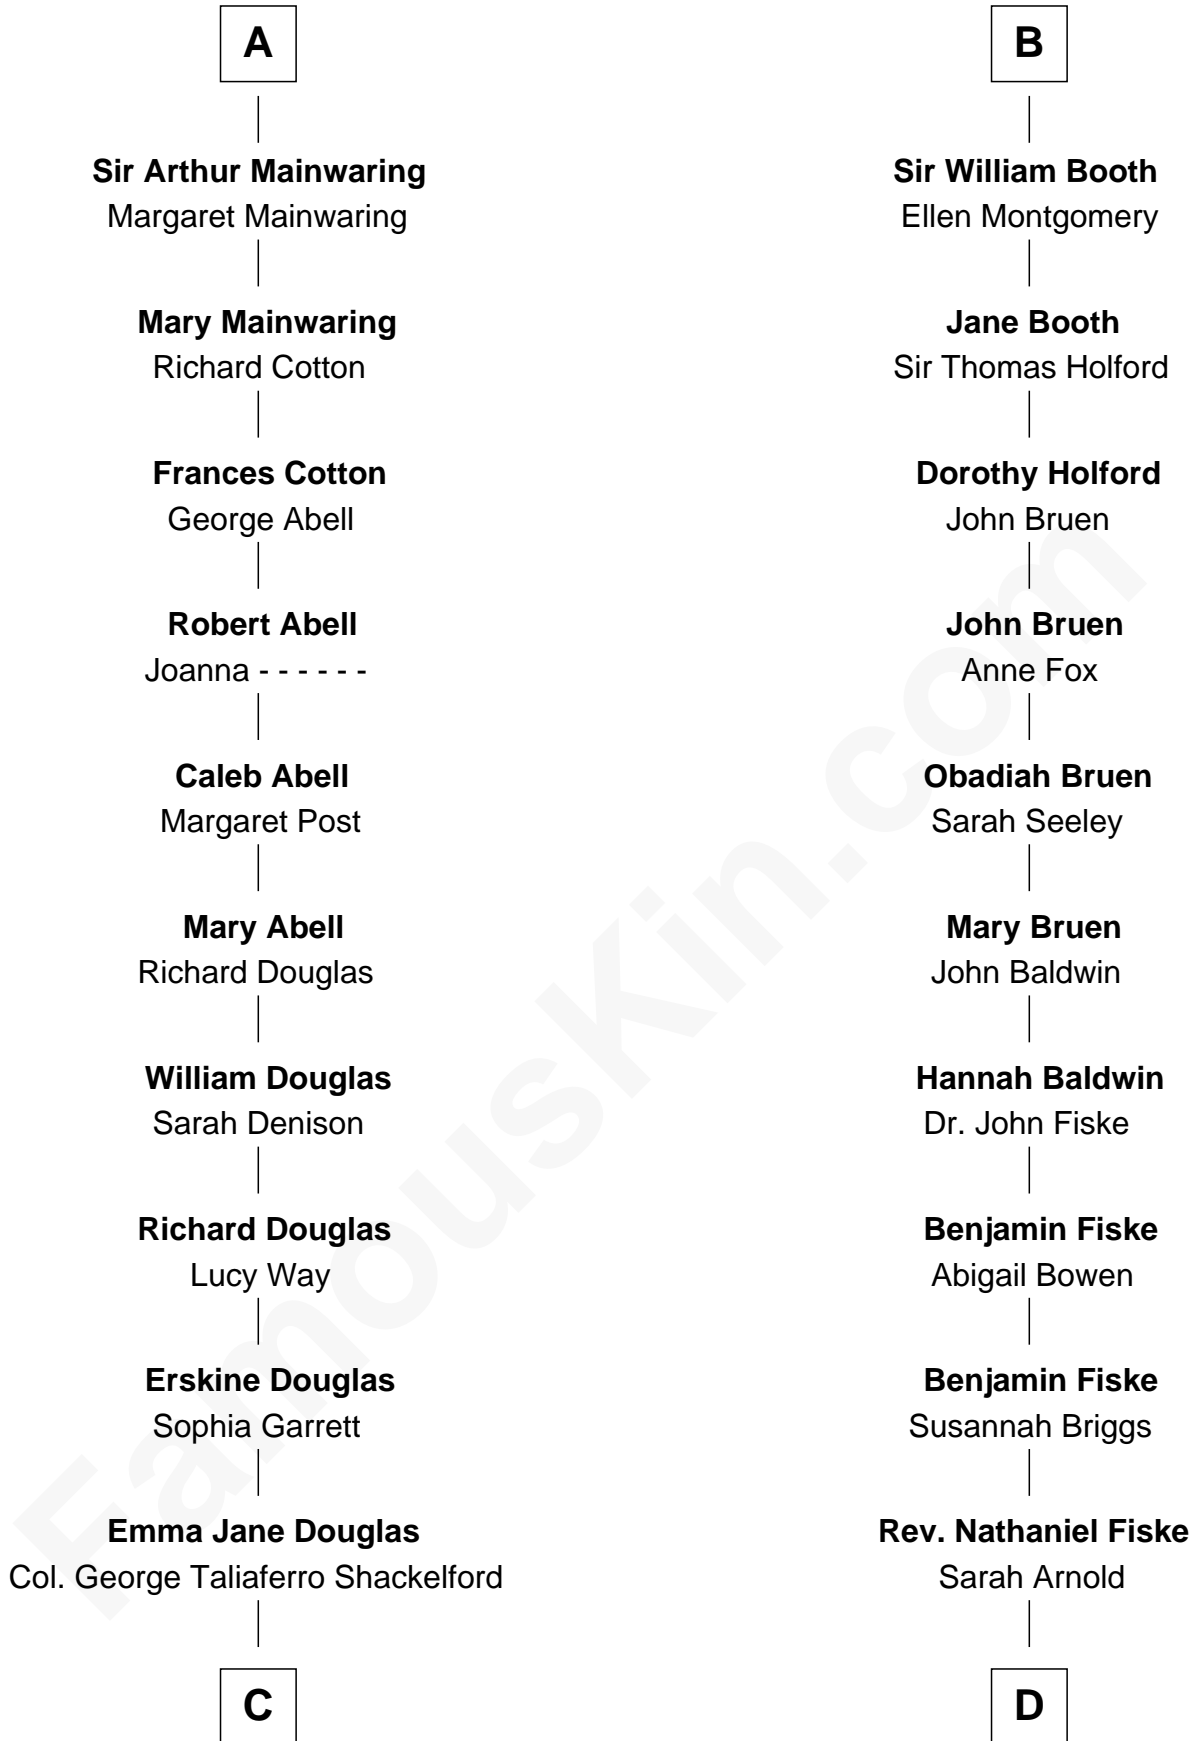 A
Sir Arthur Mainwaring
Margaret Mainwaring
Mary Mainwaring
Richard Cotton
Frances Cotton
George Abell
Robert Abell
Joanna - - - - - -
Caleb Abell
Margaret Post
Mary Abell
Richard Douglas
William Douglas
Sarah Denison
Richard Douglas
Lucy Way
Erskine Douglas
Sophia Garrett
Emma Jane Douglas
Col. George Taliaferro Shackelford
C
B
Sir William Booth
Ellen Montgomery
Jane Booth
Sir Thomas Holford
Dorothy Holford
John Bruen
John Bruen
Anne Fox
Obadiah Bruen
Sarah Seeley
Mary Bruen
John Baldwin
Hannah Baldwin
Dr. John Fiske
Benjamin Fiske
Abigail Bowen
Benjamin Fiske
Susannah Briggs
Rev. Nathaniel Fiske
Sarah Arnold
D
FamousKin.com